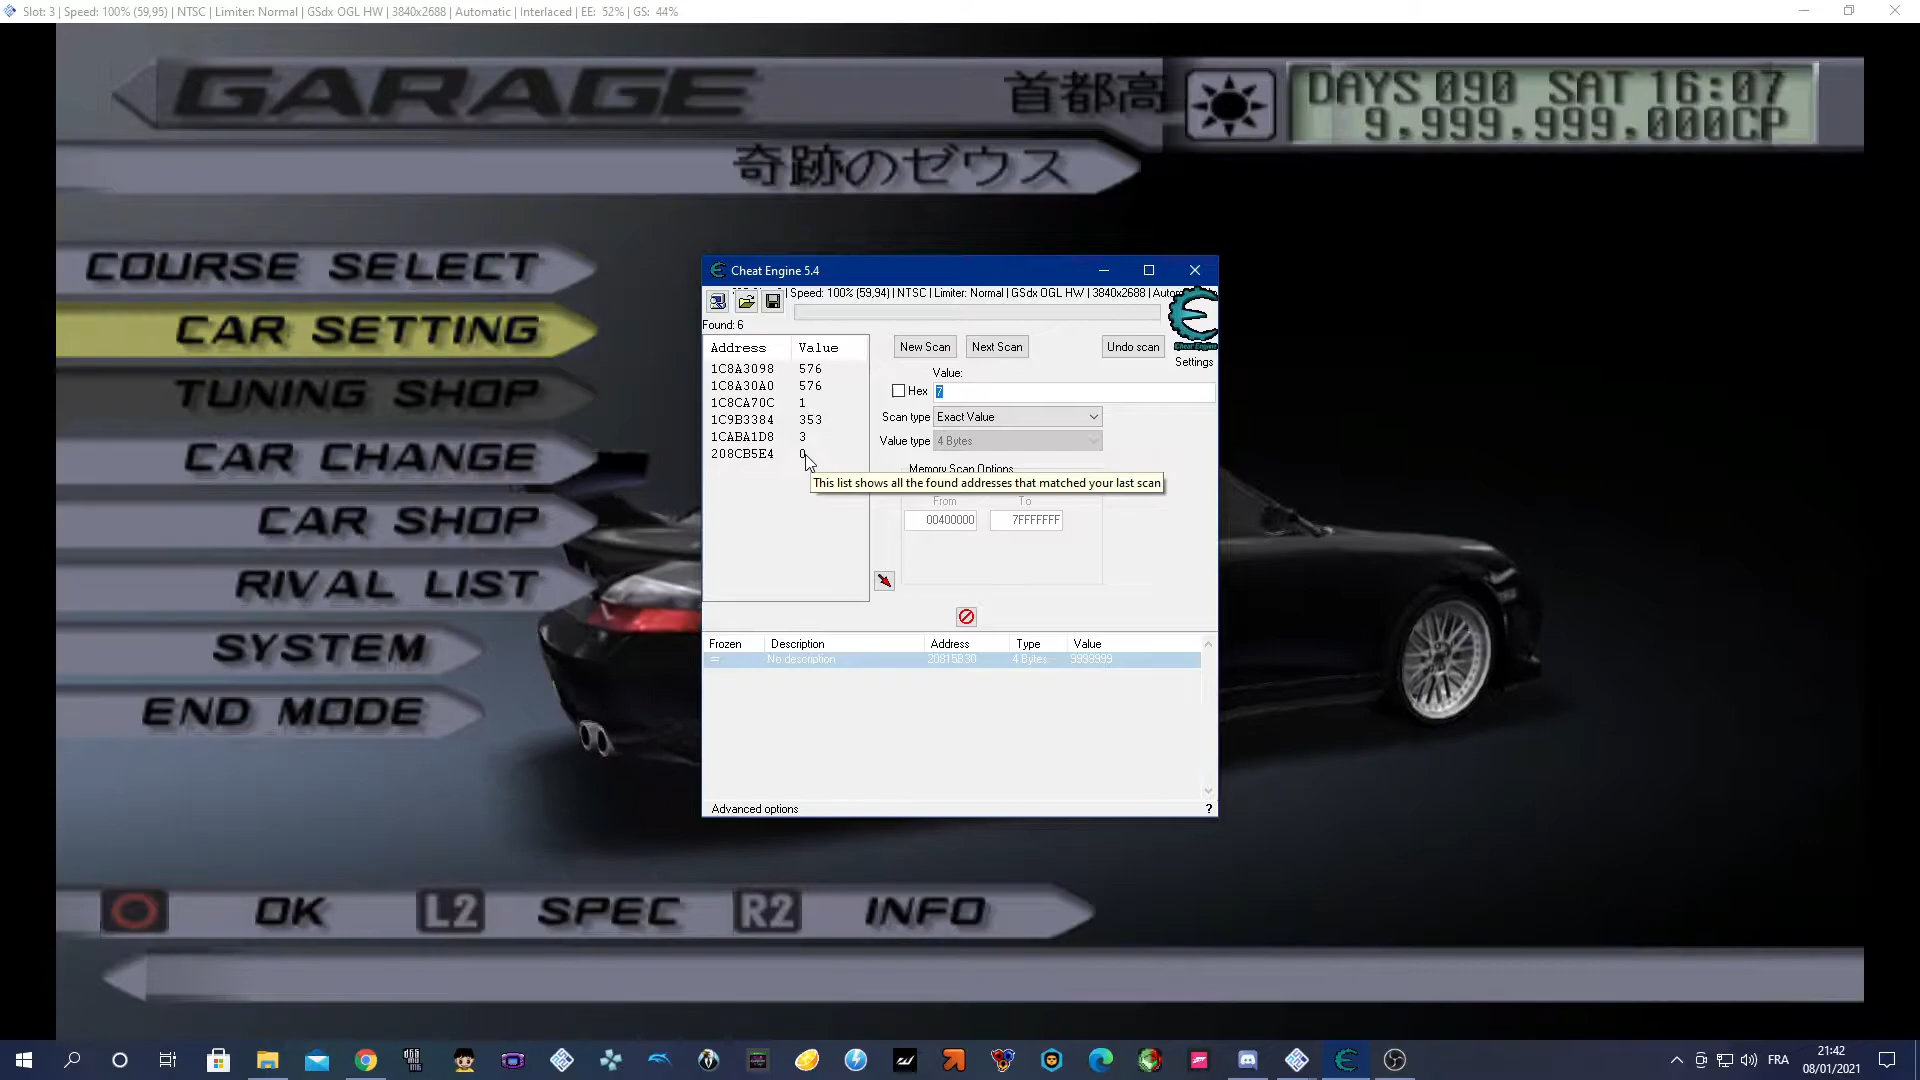 Slot: 3 | Speed: 100% (59,95) | NTSC | Limiter: Normal | GSdx OGL HW | 3840x2688 | Automatic | Interlaced | EE: 52% | GS: 44%
GARAGE
首都高
DAYS 090 SAT 16:07
9.999.999.000CP
奇跡のゼウス
COURSE SELECT
CAR SETTING
TUNING SHOP
CAR CHANGE
CAR SHOP
RIVAL LIST
SYSTEM
END MODE
OK
L2
SPEC
R2
INFO
Cheat Engine 5.4
| Speed: 100% (59,94) | NTSC | Limiter: Normal | GSdx OGL HW | 3840x2688 |
Found: 6
Address Value
1C8A3098 576
1C8A30A0 576
1C8CA70C 1
1C9B3384 353
1CABA1D8 3
208CB5E4 0
New Scan
Next Scan
Undo scan
Cheat Engine
Settings
Value:
Hex
7
Scan type
Exact Value
Value type
4 Bytes
Memory Scan Options
This list shows all the found addresses that matched your last scan
From
To
00400000
7FFFFFFF
Frozen Description Address Type Value
No description 20815B30 4 Bytes 9999999
Advanced options
?
FRA
21:42
08/01/2021